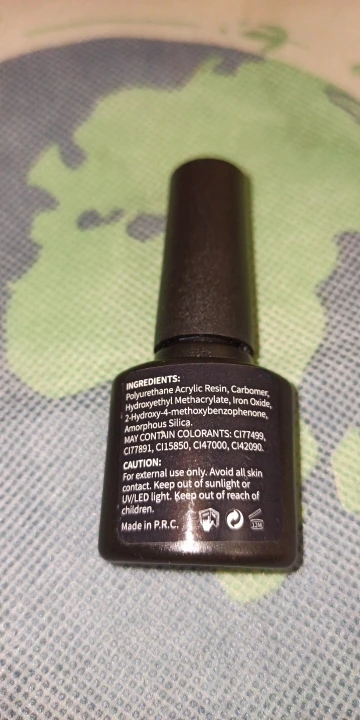 INGREDIENTS:
Polyurethane Acrylic Resin, Carbomer,
Hydroxyethyl Methacrylate, Iron Oxide,
2-Hydroxy-4-methoxybenzophenone,
Amorphous Silica.
MAY CONTAIN COLORANTS: CI77499,
CI77891, CI15850, CI47000, CI42090.
CAUTION:
For external use only. Avoid all skin
contact. Keep out of sunlight or
UV/LED light. Keep out of reach of
children.
Made in P.R.C.
12M